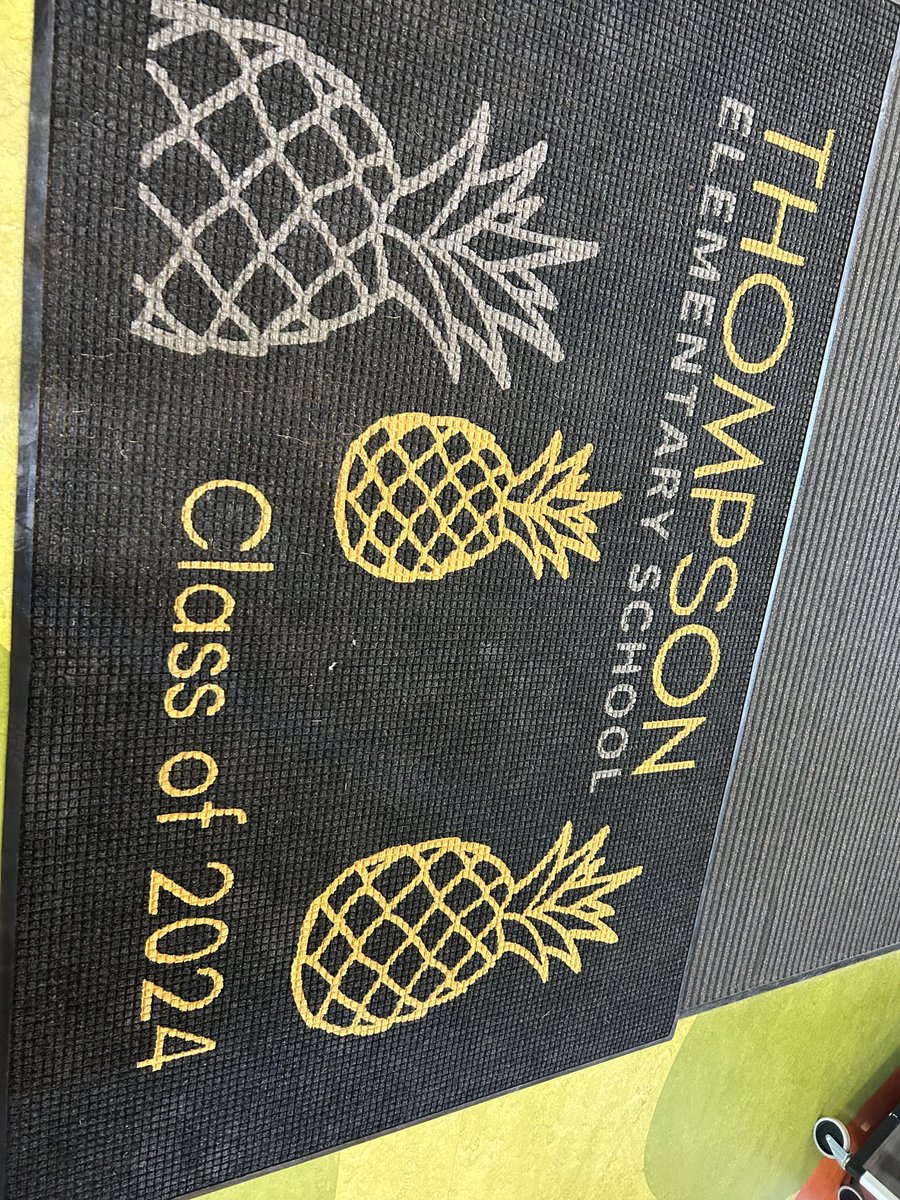 THOMPSON
ELEMENTARY SCHOOL
Class of 2024